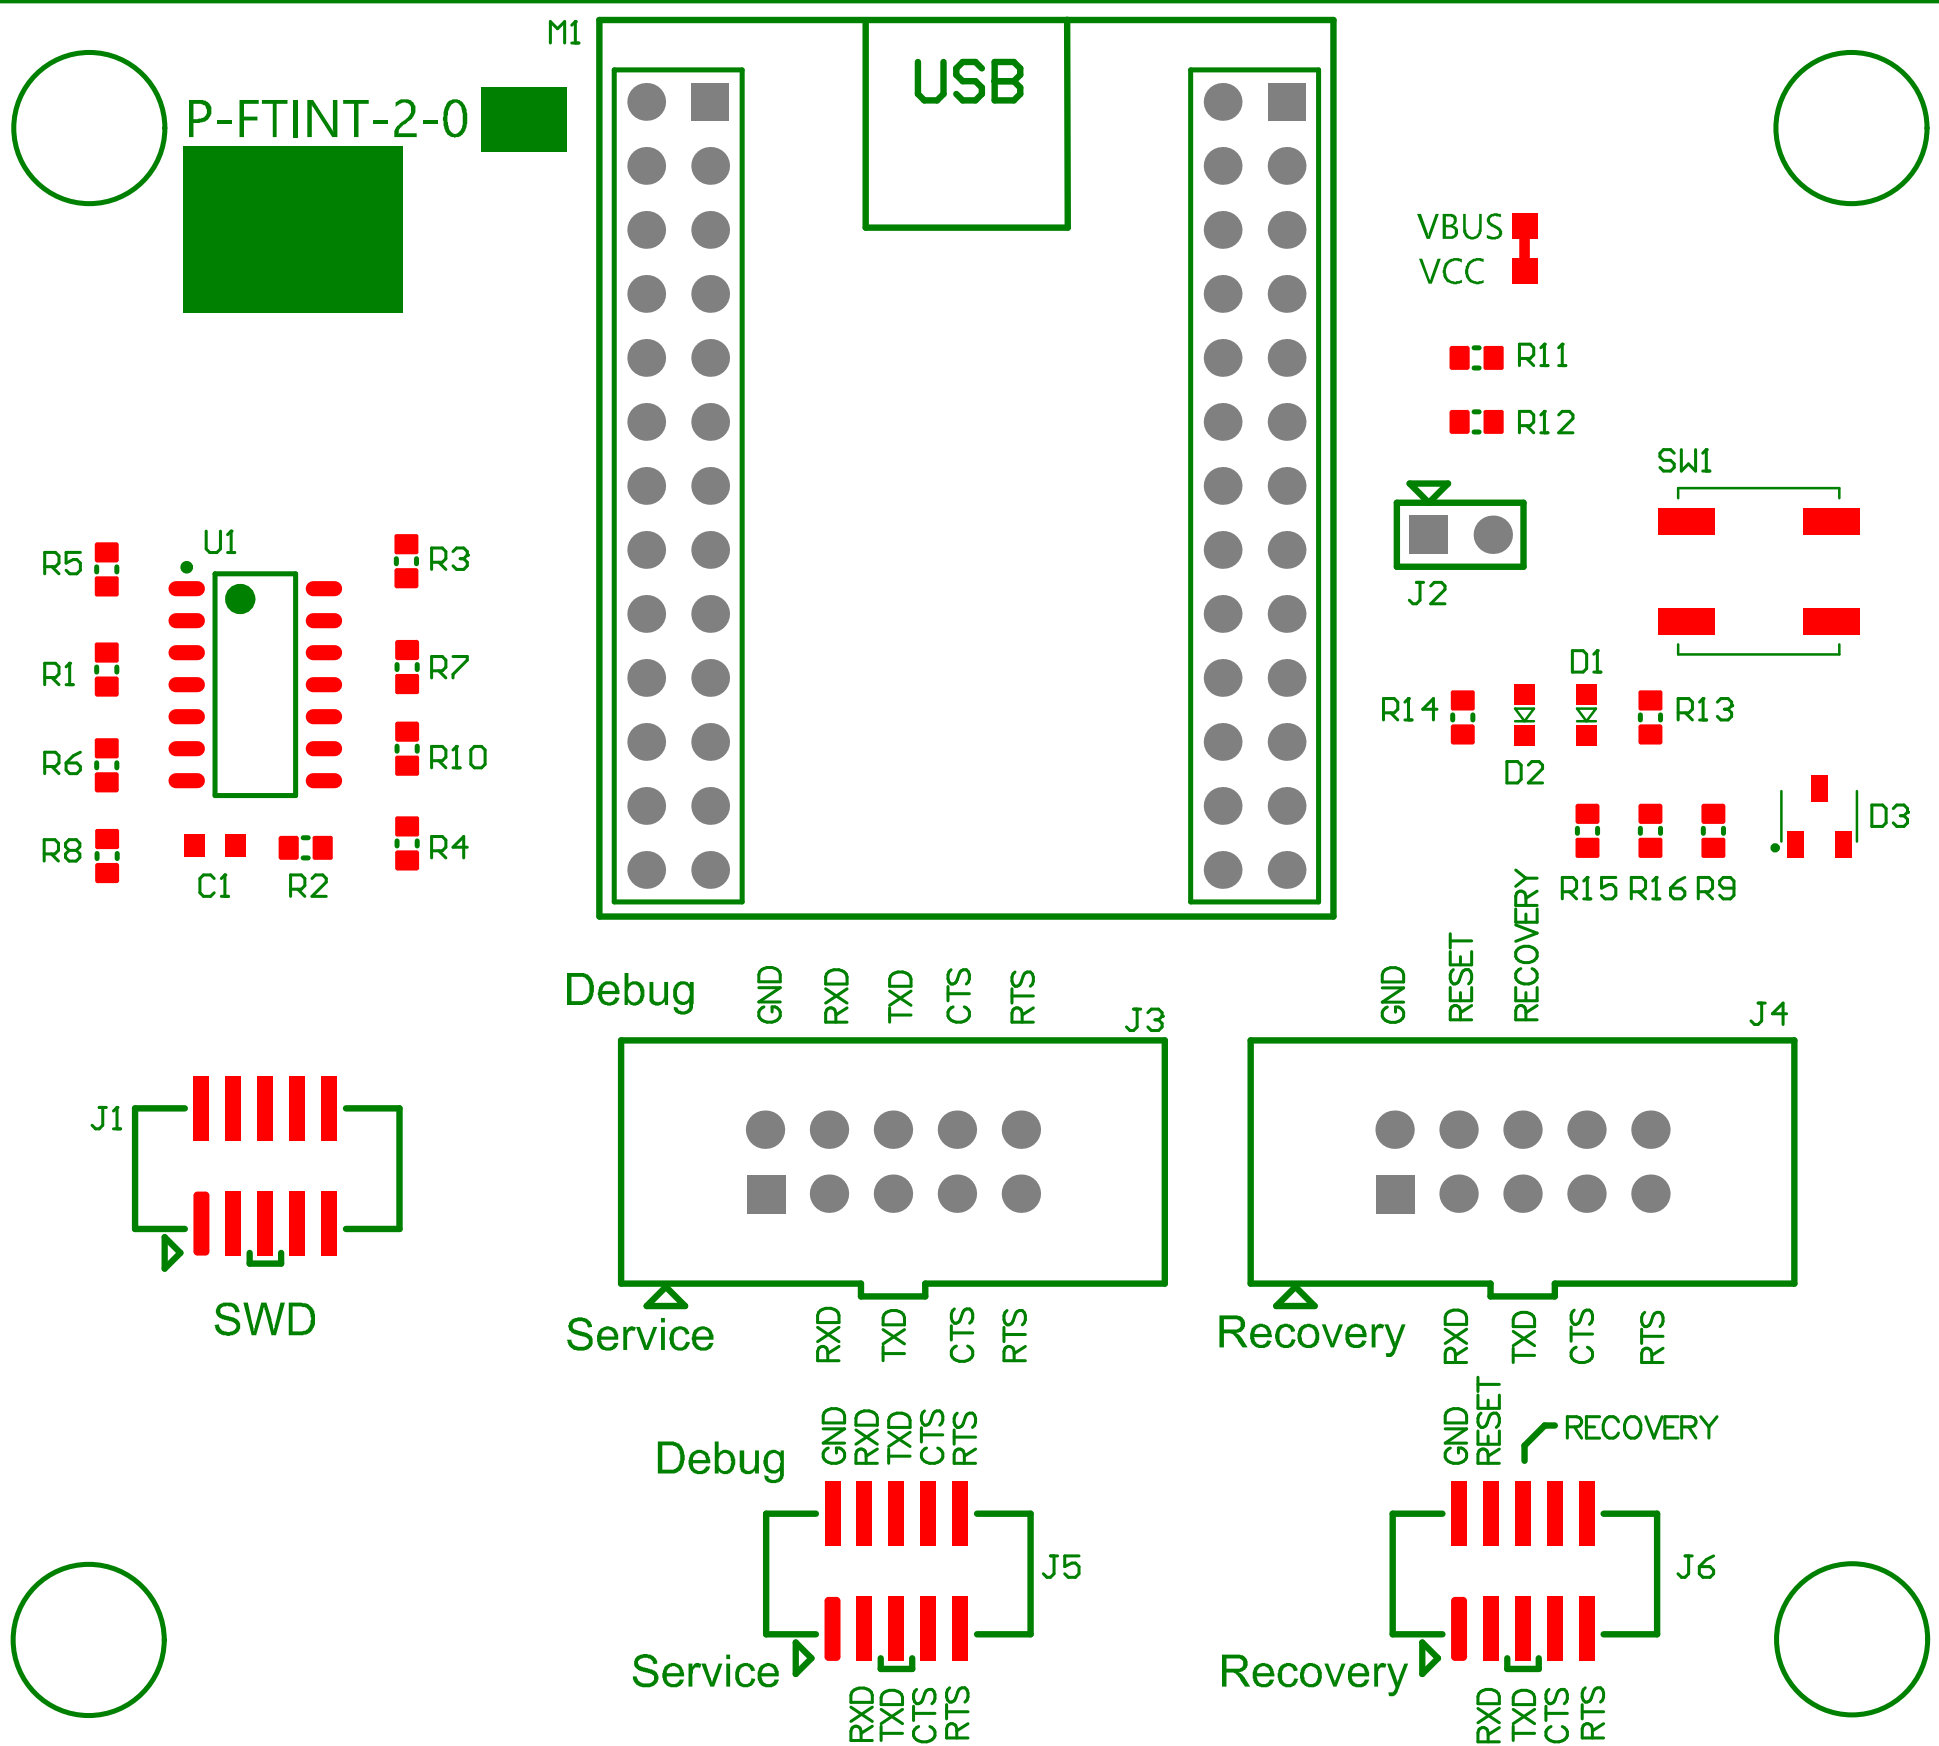 M1
USB
P-FTINT-2-0
VBUS
VCC
R11
R12
SW1
U1
R5
R3
J2
R1
R7
D1
R14
R13
R6
R10
D2
D3
R8
R4
C1
R2
R15
R16
R9
Debug
GND
RXD
TXD
CTS
RTS
J3
GND
RESET
RECOVERY
J4
J1
SWD
Service
RXD
TXD
CTS
RTS
Recovery
RXD
TXD
CTS
RTS
Debug
GND
RXD
TXD
CTS
RTS
GND
RESET
RECOVERY
J5
J6
Service
RXD
TXD
CTS
RTS
Recovery
RXD
TXD
CTS
RTS